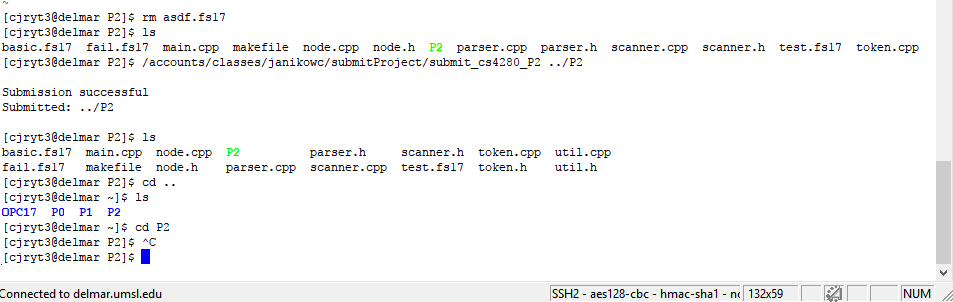 ~
[cjryt3@delmar P2]$ rm asdf.fs17
[cjryt3@delmar P2]$ ls
basic.fs17 fail.fs17 main.cpp makefile node.cpp node.h P2 parser.cpp parser.h scanner.cpp scanner.h test.fs17 token.cpp
[cjryt3@delmar P2]$ /accounts/classes/janikowc/submitProject/submit_cs4280_P2 ../P2
Submission successful
Submitted: ../P2
[cjryt3@delmar P2]$ ls
basic.fs17 main.cpp node.cpp P2 parser.h scanner.h token.cpp util.cpp
fail.fs17 makefile node.h parser.cpp scanner.cpp test.fs17 token.h util.h
[cjryt3@delmar P2]$ cd ..
[cjryt3@delmar ~]$ ls
OPC17 P0 P1 P2
[cjryt3@delmar ~]$ cd P2
[cjryt3@delmar P2]$ ^C
[cjryt3@delmar P2]$
Connected to delmar.umsl.edu SSH2 - aes128-cbc - hmac-sha1 - nc 132x59 NUM